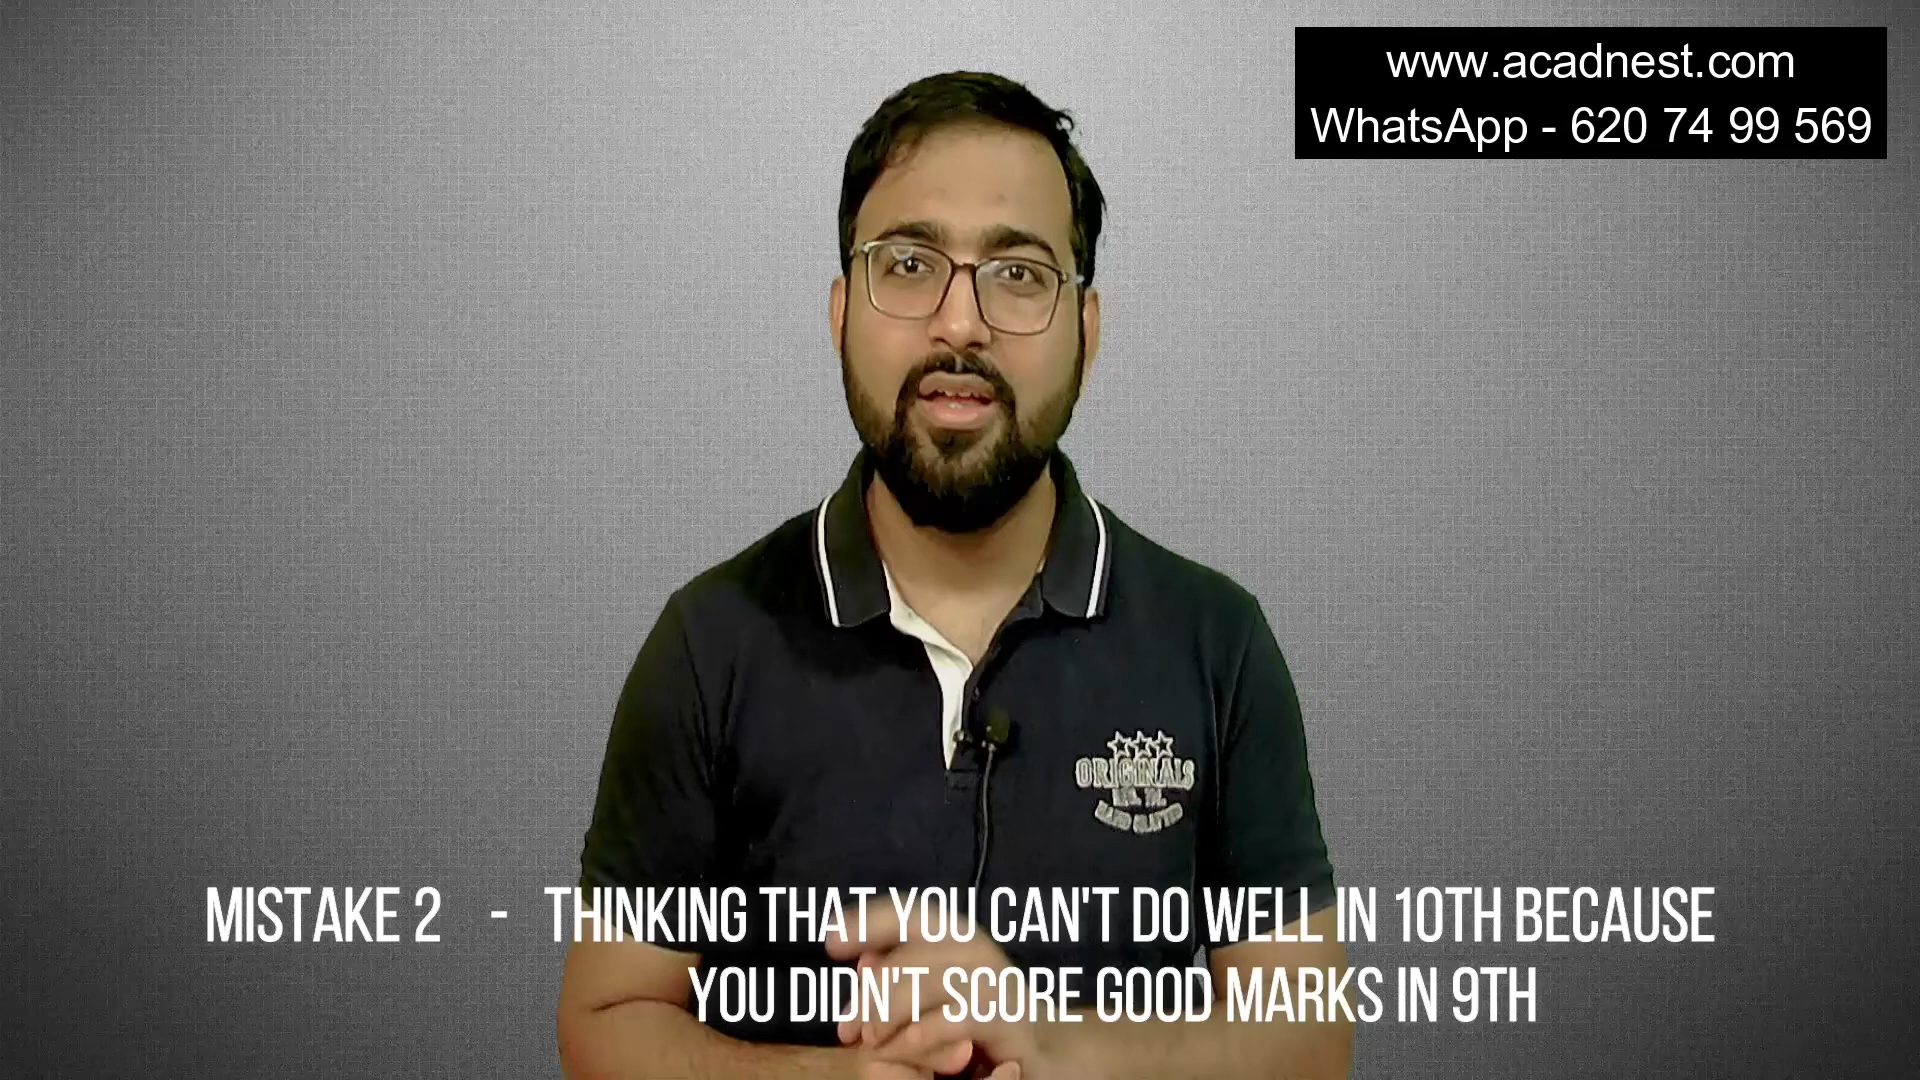 www.acadnest.com
WhatsApp - 620 74 99 569
ORIGINALS
MISTAKE 2 - THINKING THAT YOU CAN'T DO WELL IN 10TH BECAUSE
YOU DIDN'T SCORE GOOD MARKS IN 9TH